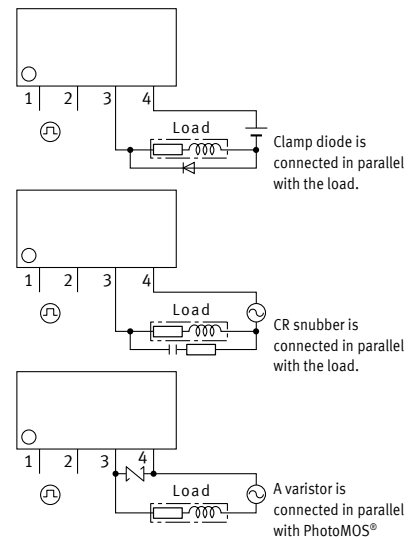 1 2 3 4
Load
Clamp diode is
connected in parallel
with the load.
1 2 3 4
Load
CR snubber is
connected in parallel
with the load.
1 2 3 4
Load
A varistor is
connected in parallel
with PhotoMOS®